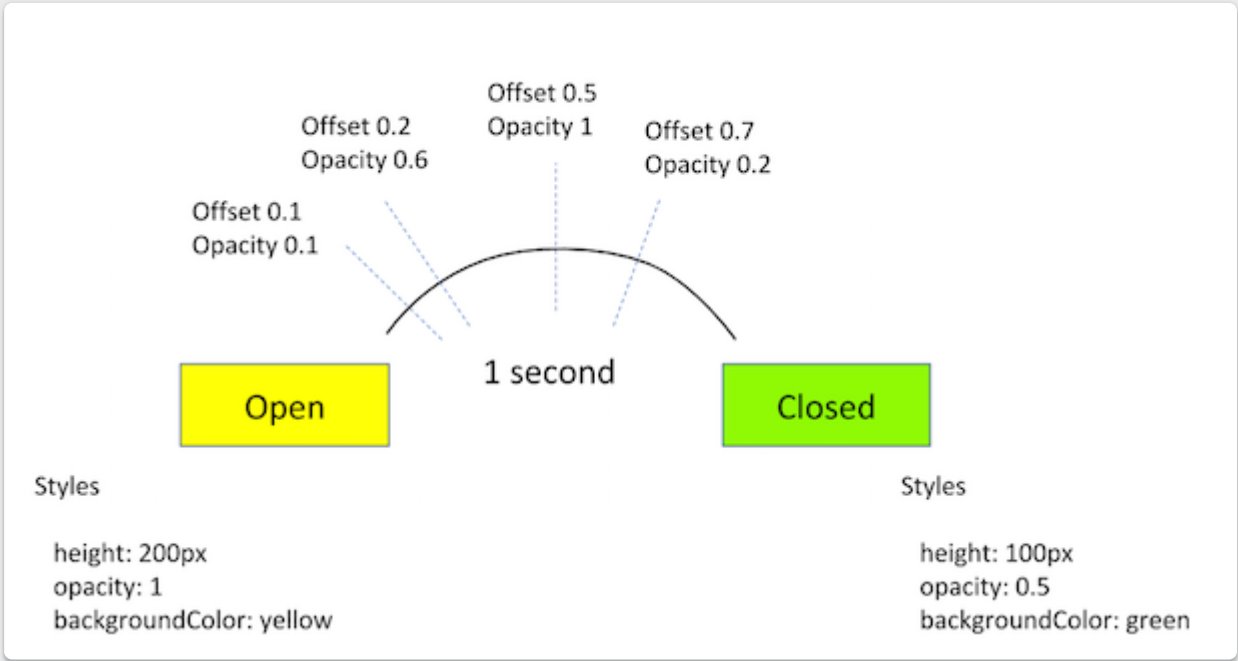 Offset 0.5
Opacity 1
Offset 0.2
Opacity 0.6
Offset 0.7
Opacity 0.2
Offset 0.1
Opacity 0.1
1 second
Open
Closed
Styles
height: 200px
opacity: 1
backgroundColor: yellow
Styles
height: 100px
opacity: 0.5
backgroundColor: green